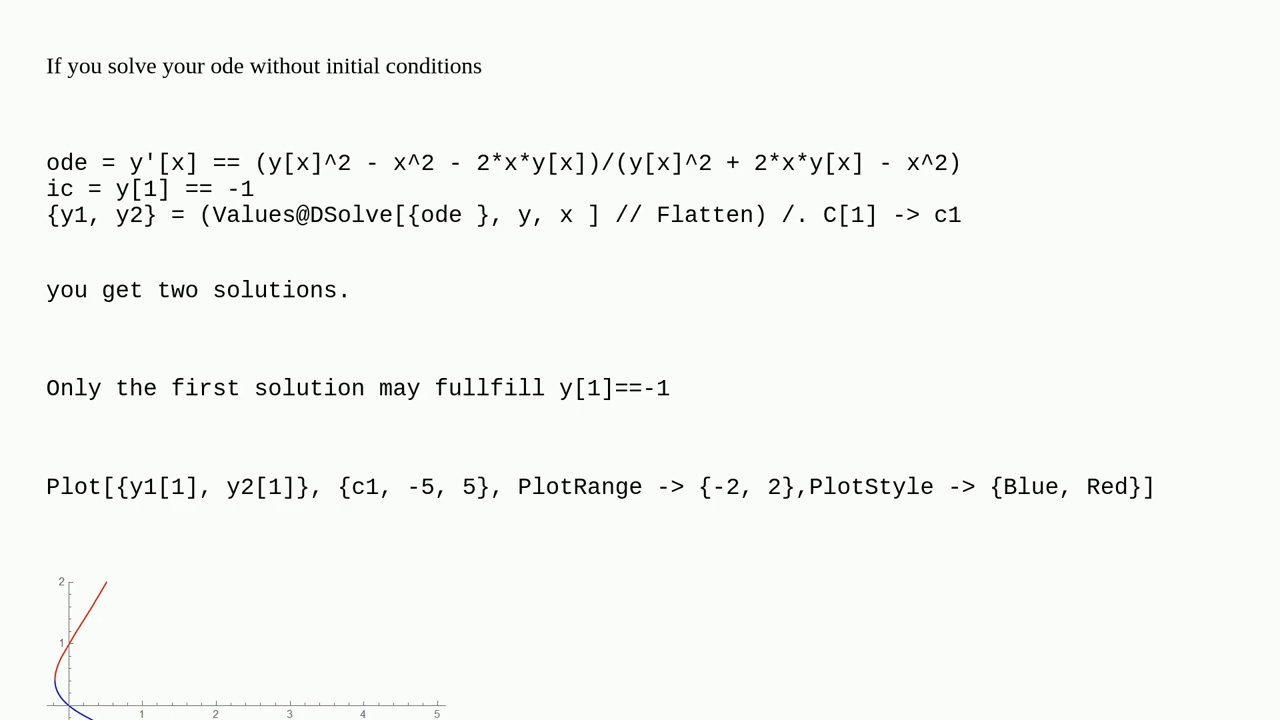 If you solve your ode without initial conditions
ode = y'[x] == (y[x]^2 - x^2 - 2*x*y[x])/(y[x]^2 + 2*x*y[x] - x^2)
ic = y[1] == -1
{y1, y2} = (Values@DSolve[{ode }, y, x ] // Flatten) /. C[1] -> c1
you get two solutions.
Only the first solution may fullfill y[1]==-1
Plot[{y1[1], y2[1]}, {c1, -5, 5}, PlotRange -> {-2, 2},PlotStyle -> {Blue, Red}]
2
1
1 2 3 4 5